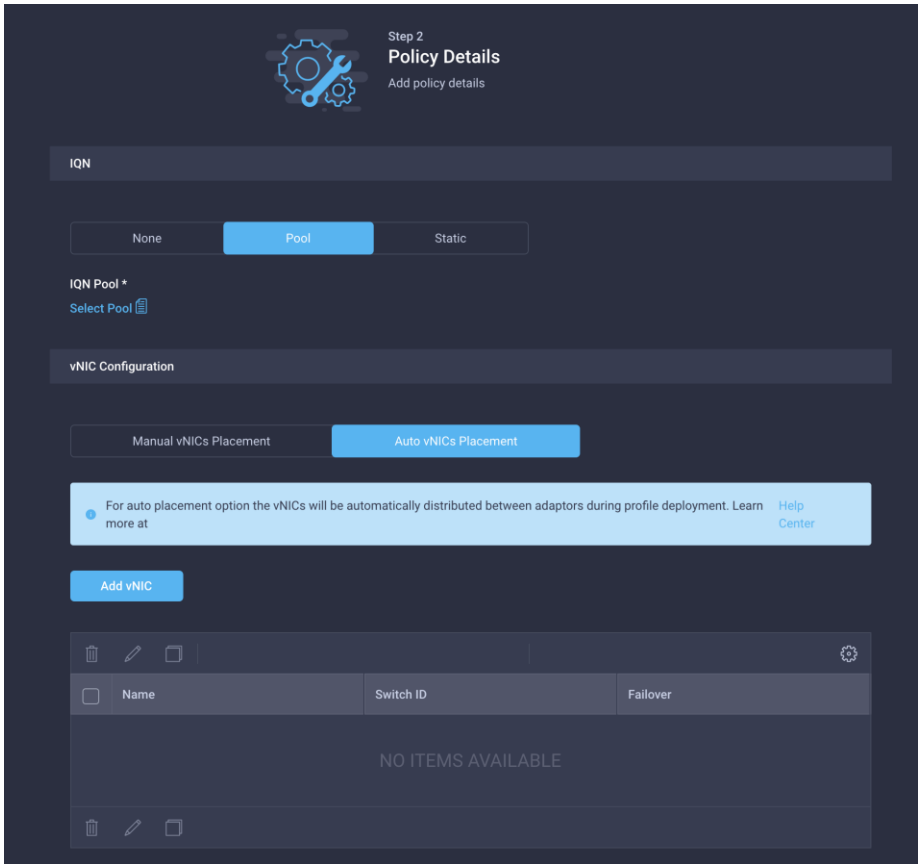 Step 2
Policy Details
Add policy details
IQN
None Pool Static
IQN Pool *
Select Pool
vNIC Configuration
Manual vNICs Placement Auto vNICs Placement
For auto placement option the vNICs will be automatically distributed between adaptors during profile deployment. Learn Help
more at Center
Add vNIC
Name Switch ID Failover
NO ITEMS AVAILABLE